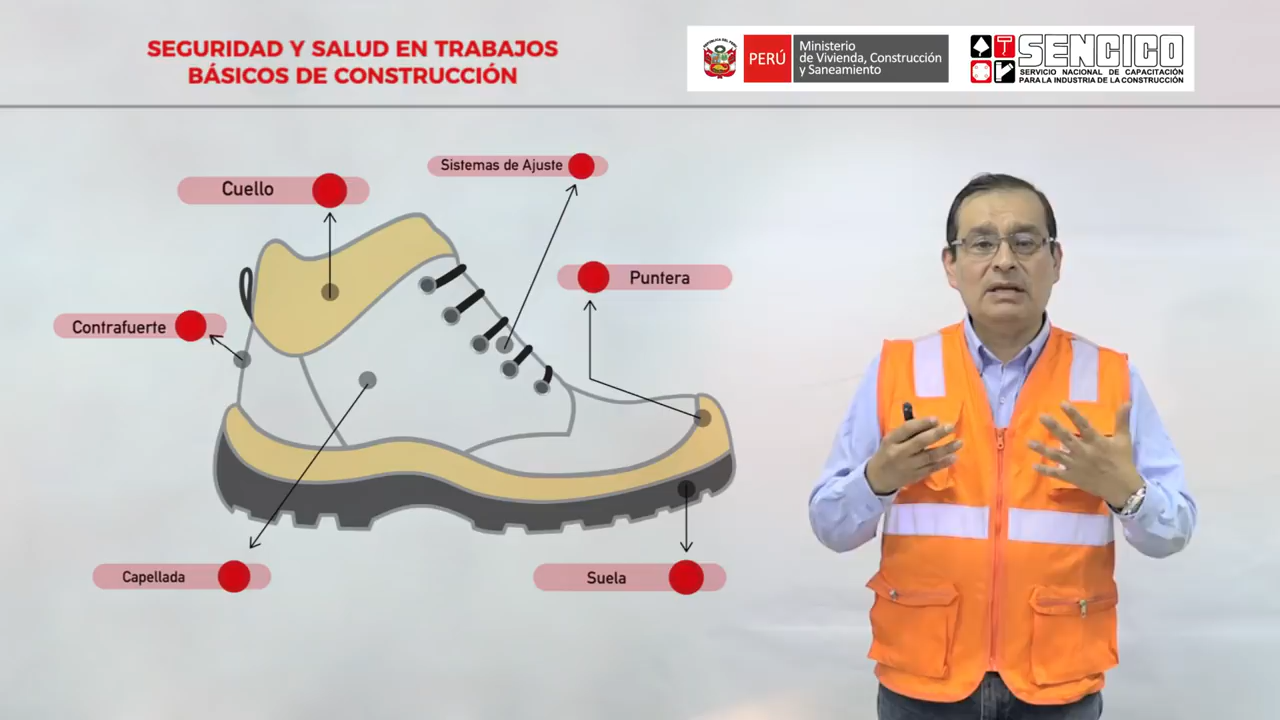 SEGURIDAD Y SALUD EN TRABAJOS
BÁSICOS DE CONSTRUCCIÓN
PERÚ
Ministerio
de Vivienda, Construcción
y Saneamiento
SENCICO
SERVICIO NACIONAL DE CAPACITACIÓN
PARA LA INDUSTRIA DE LA CONSTRUCCIÓN
Sistemas de Ajuste
Cuello
Puntera
Contrafuerte
Capellada
Suela